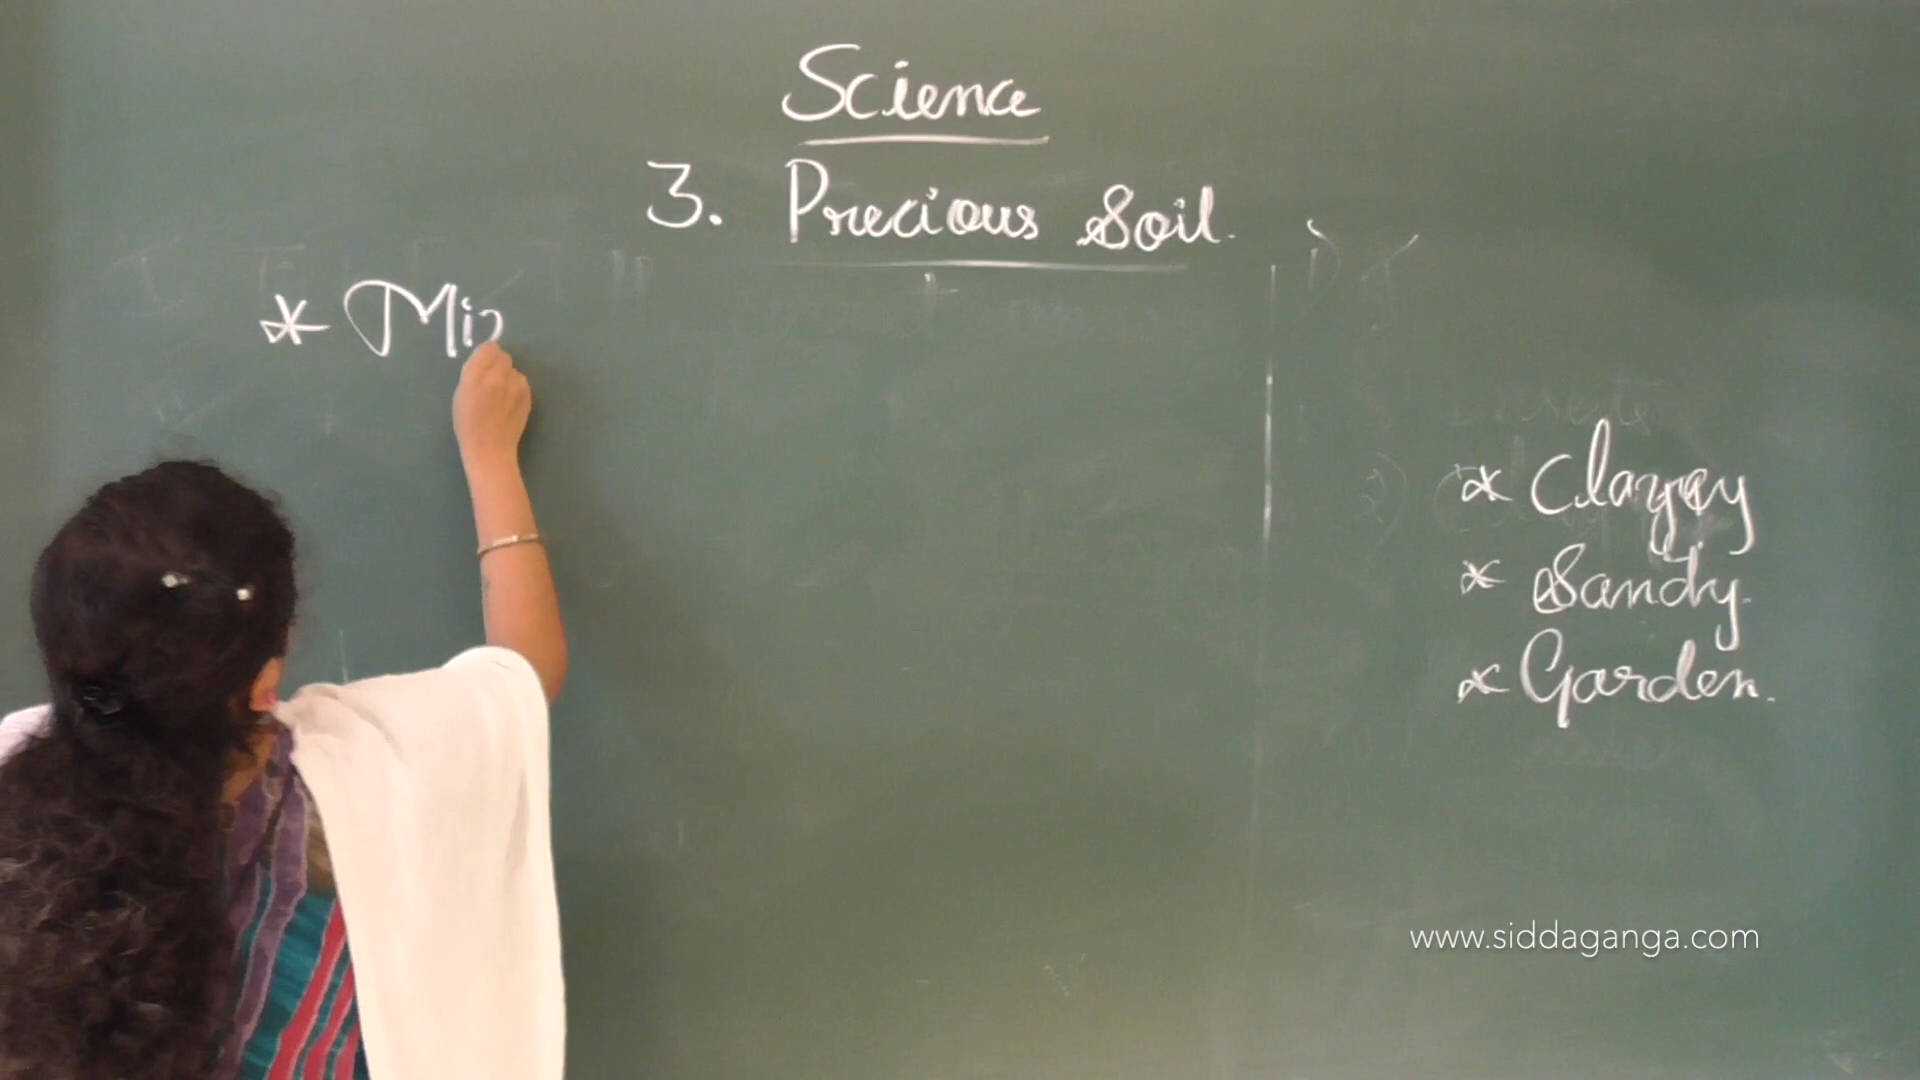 Science
3. Precious Soil.
* Mi
* Clayey
* Sandy.
* Garden.
www.siddaganga.com